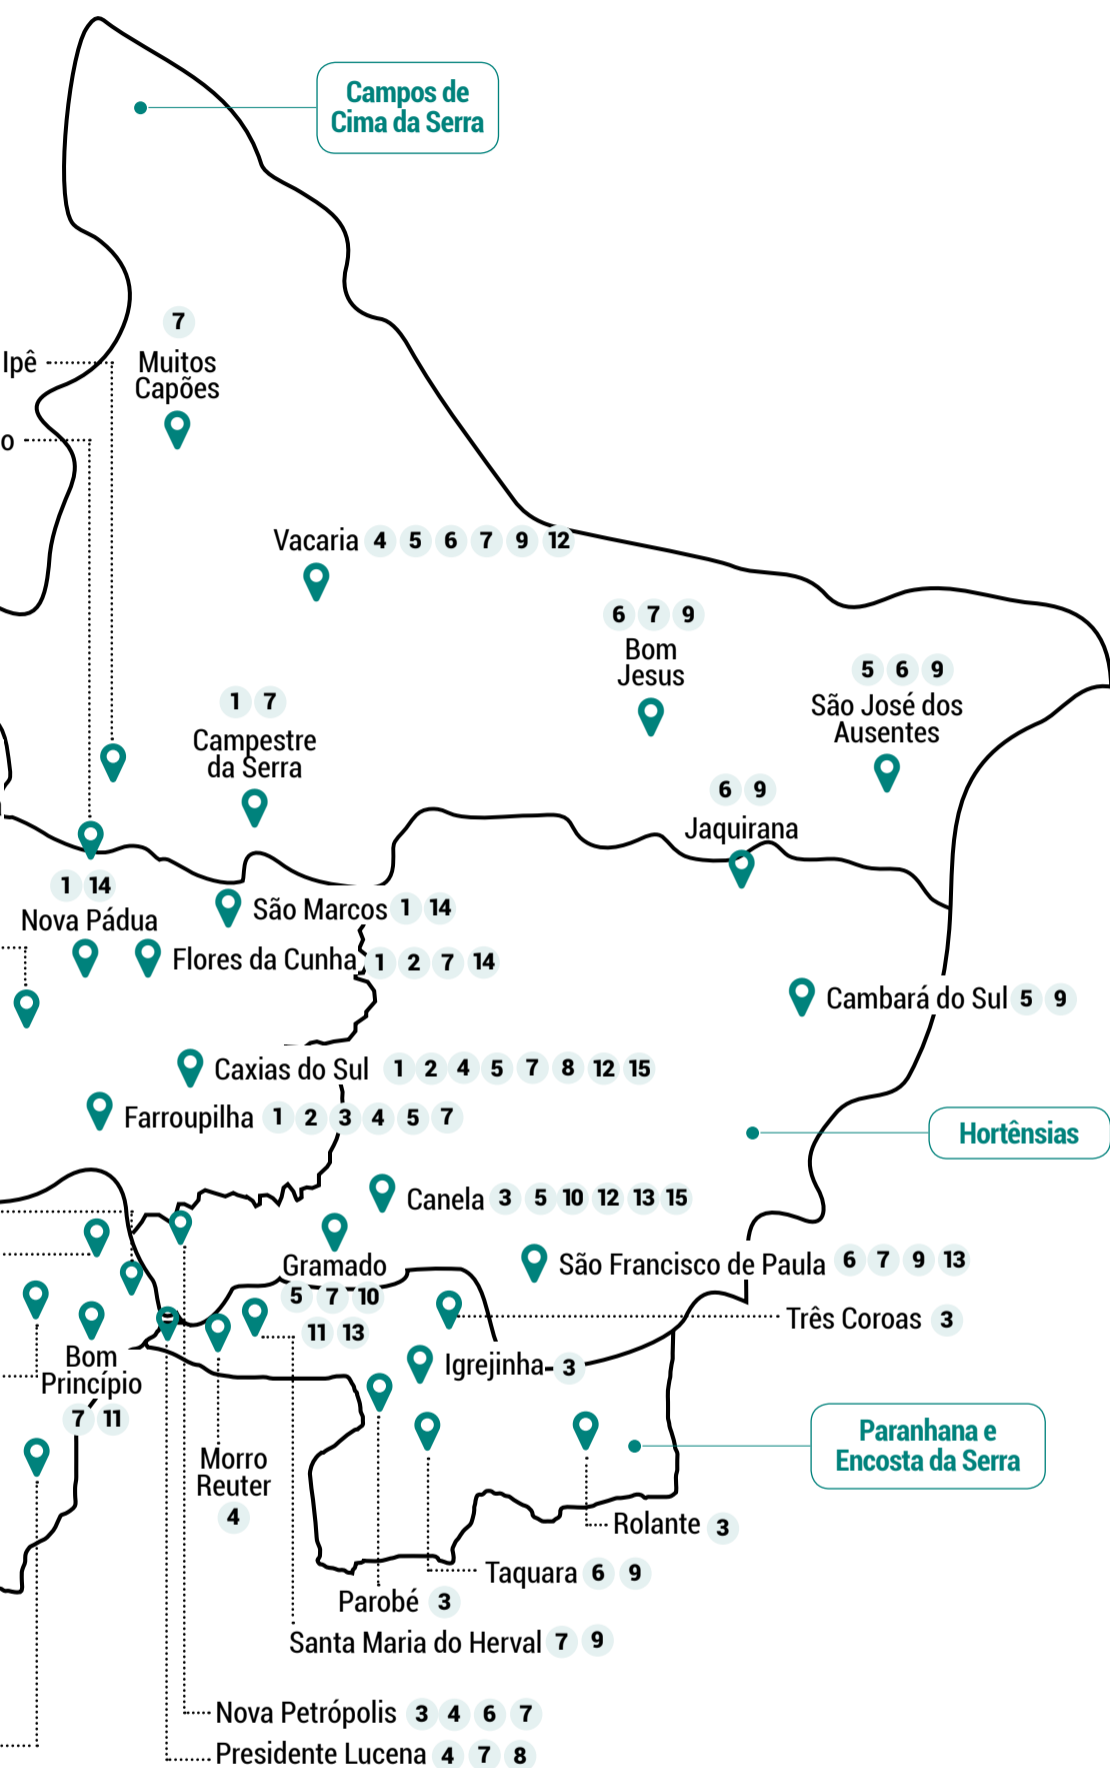 Campos de
Cima da Serra
7
Ipê
Muitos
Capões
o
Vacaria 4 5 6 7 9 12
6 7 9
Bom
Jesus
5 6 9
São José dos
Ausentes
1 7
Campestre
da Serra
6 9
Jaquirana
1 14
Nova Pádua
São Marcos 1 14
Flores da Cunha 1 2 7 14
Cambará do Sul 5 9
Caxias do Sul 1 2 4 5 7 8 12 15
Farroupilha 1 2 3 4 5 7
Hortênsias
Canela 3 5 10 12 13 15
Gramado
5 7 10
11 13
São Francisco de Paula 6 7 9 13
Três Coroas 3
Igrejinha 3
Bom
Princípio
7 11
Paranhana e
Encosta da Serra
Morro
Reuter
4
Rolante 3
Taquara 6 9
Parobé 3
Santa Maria do Herval 7 9
Nova Petrópolis 3 4 6 7
Presidente Lucena 4 7 8